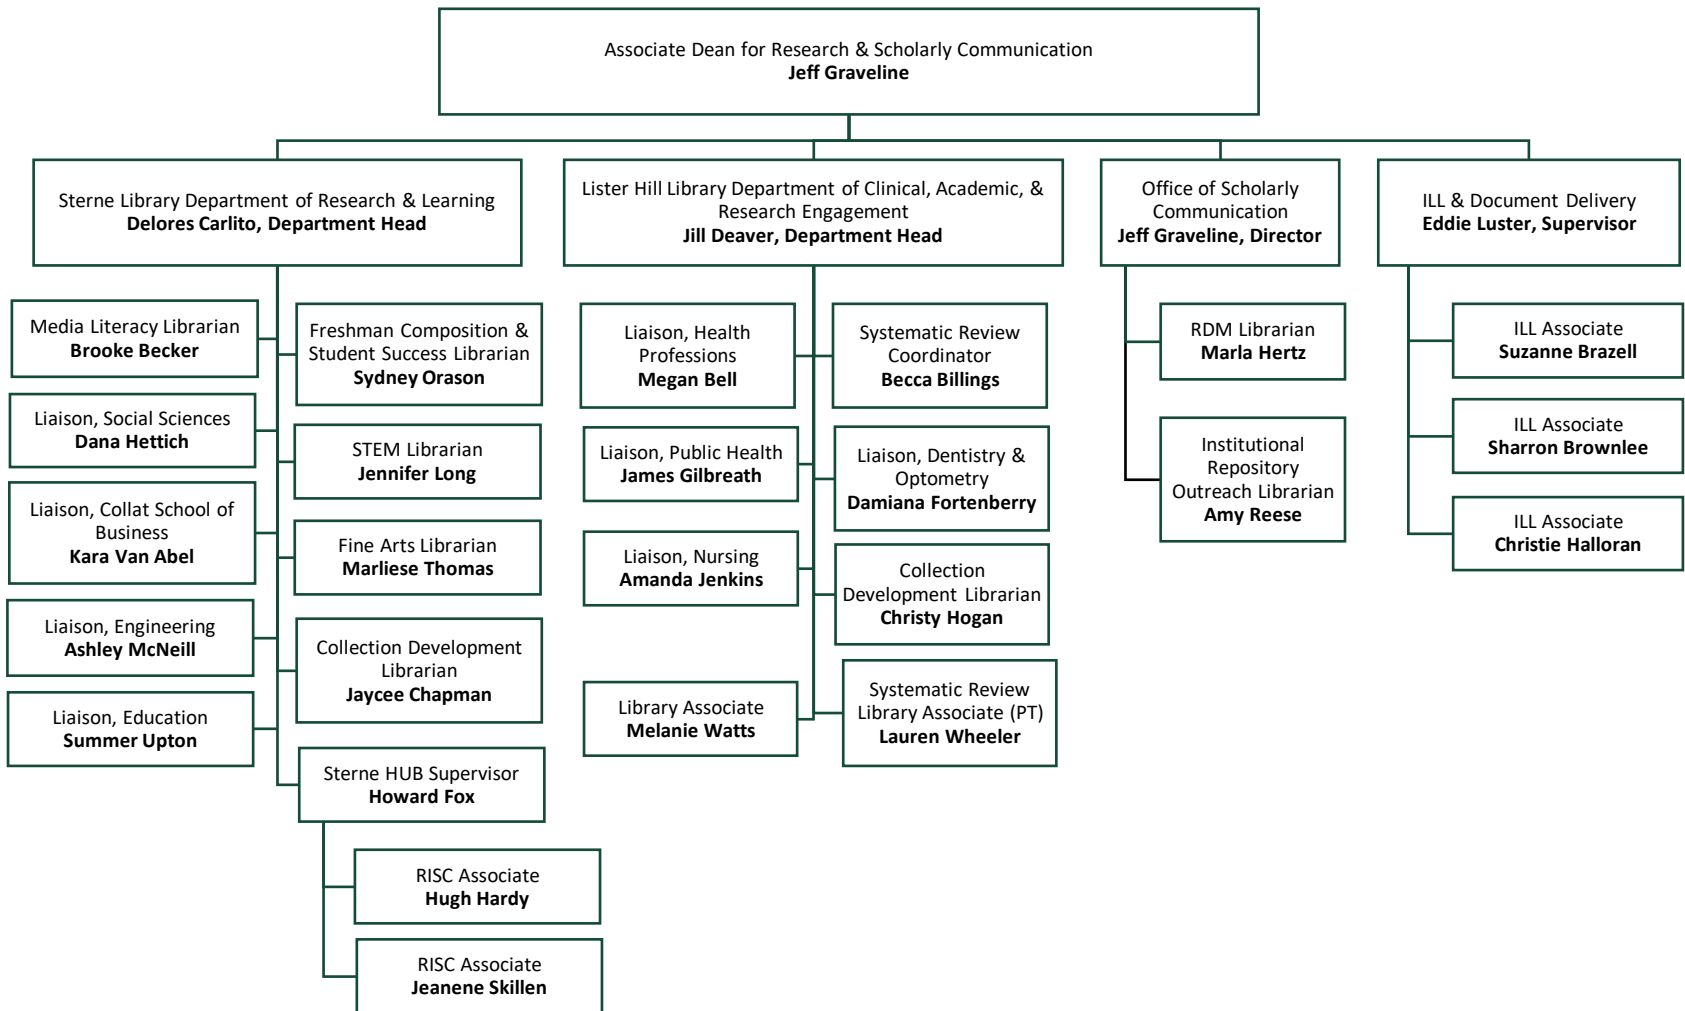 Associate Dean for Research & Scholarly Communication
Jeff Graveline
Sterne Library Department of Research & Learning
Delores Carlito, Department Head
Lister Hill Library Department of Clinical, Academic, &
Research Engagement
Jill Deaver, Department Head
Office of Scholarly
Communication
Jeff Graveline, Director
ILL & Document Delivery
Eddie Luster, Supervisor
Media Literacy Librarian
Brooke Becker
Freshman Composition &
Student Success Librarian
Sydney Orason
Liaison, Social Sciences
Dana Hettich
STEM Librarian
Jennifer Long
Liaison, Collat School of
Business
Kara Van Abel
Fine Arts Librarian
Marliese Thomas
Liaison, Engineering
Ashley McNeill
Collection Development
Librarian
Jaycee Chapman
Liaison, Education
Summer Upton
Sterne HUB Supervisor
Howard Fox
RISC Associate
Hugh Hardy
RISC Associate
Jeanene Skillen
Liaison, Health
Professions
Megan Bell
Systematic Review
Coordinator
Becca Billings
Liaison, Public Health
James Gilbreath
Liaison, Dentistry &
Optometry
Damiana Fortenberry
Liaison, Nursing
Amanda Jenkins
Collection
Development Librarian
Christy Hogan
Library Associate
Melanie Watts
Systematic Review
Library Associate (PT)
Lauren Wheeler
RDM Librarian
Marla Hertz
Institutional
Repository
Outreach Librarian
Amy Reese
ILL Associate
Suzanne Brazell
ILL Associate
Sharron Brownlee
ILL Associate
Christie Halloran